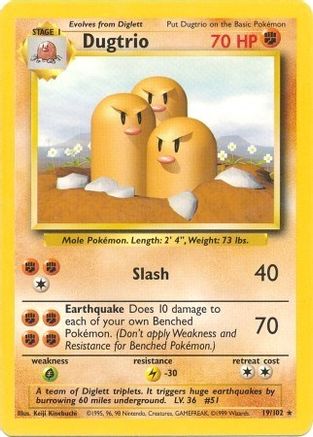 Evolves from Diglett
Put Dugtrio on the Basic Pokémon
STAGE 1
Dugtrio
70 HP
Mole Pokémon. Length: 2' 4", Weight: 73 lbs.
Slash 40
Earthquake Does 10 damage to
each of your own Benched
Pokémon. (Don't apply Weakness and
Resistance for Benched Pokémon.)
70
weakness
resistance
retreat cost
-30
A team of Diglett triplets. It triggers huge earthquakes by
burrowing 60 miles underground. LV. 36 #51
Illus. Keiji Kinebuchi
©1995, 96, 98 Nintendo, Creatures, GAMEFREAK. ©1999 Wizards.
19/102